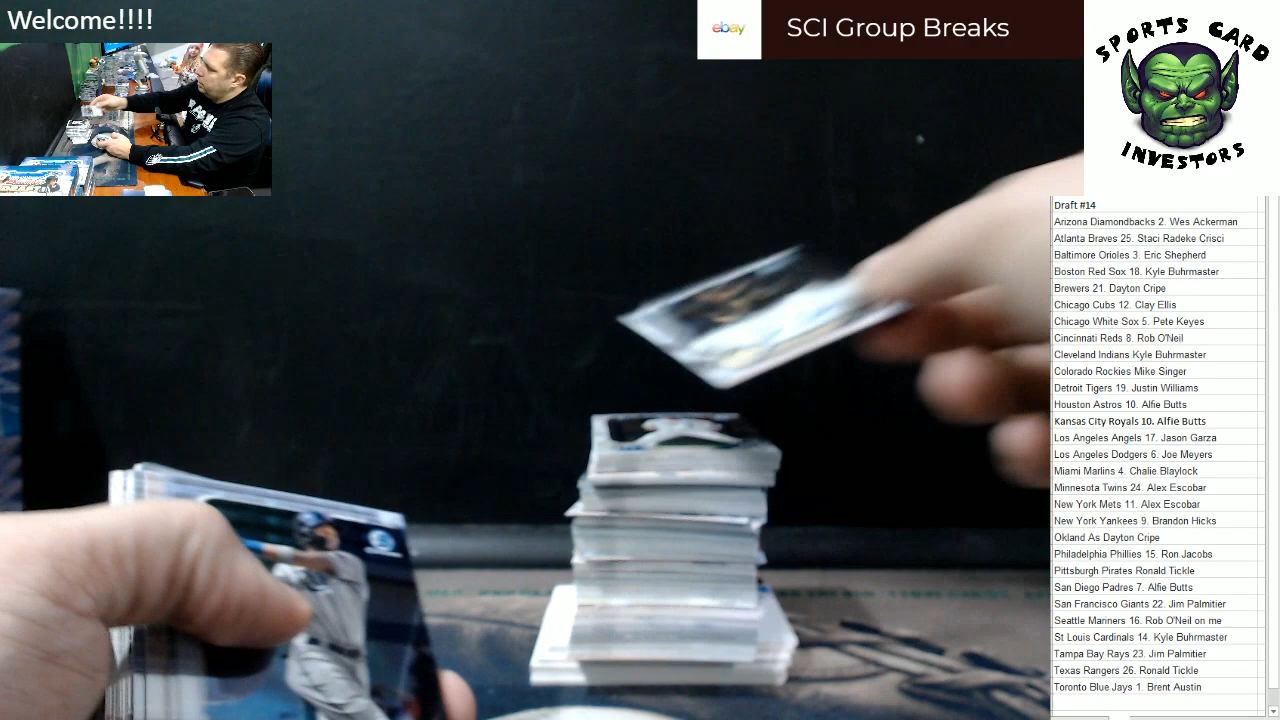 Welcome!!!!
ebay
SCI Group Breaks
SPORTS CARD
INVESTORS
Draft #14
Arizona Diamondbacks 2. Wes Ackerman
Atlanta Braves 25. Staci Radeke Crisci
Baltimore Orioles 3. Eric Shepherd
Boston Red Sox 18. Kyle Buhrmaster
Brewers 21. Dayton Cripe
Chicago Cubs 12. Clay Ellis
Chicago White Sox 5. Pete Keyes
Cincinnati Reds 8. Rob O'Neil
Cleveland Indians Kyle Buhrmaster
Colorado Rockies Mike Singer
Detroit Tigers 19. Justin Williams
Houston Astros 10. Alfie Butts
Kansas City Royals 10. Alfie Butts
Los Angeles Angels 17. Jason Garza
Los Angeles Dodgers 6. Joe Meyers
Miami Marlins 4. Chalie Blaylock
Minnesota Twins 24. Alex Escobar
New York Mets 11. Alex Escobar
New York Yankees 9. Brandon Hicks
Okland As Dayton Cripe
Philadelphia Phillies 15. Ron Jacobs
Pittsburgh Pirates Ronald Tickle
San Diego Padres 7. Alfie Butts
San Francisco Giants 22. Jim Palmitier
Seattle Mariners 16. Rob O'Neil on me
St Louis Cardinals 14. Kyle Buhrmaster
Tampa Bay Rays 23. Jim Palmitier
Texas Rangers 26. Ronald Tickle
Toronto Blue Jays 1. Brent Austin